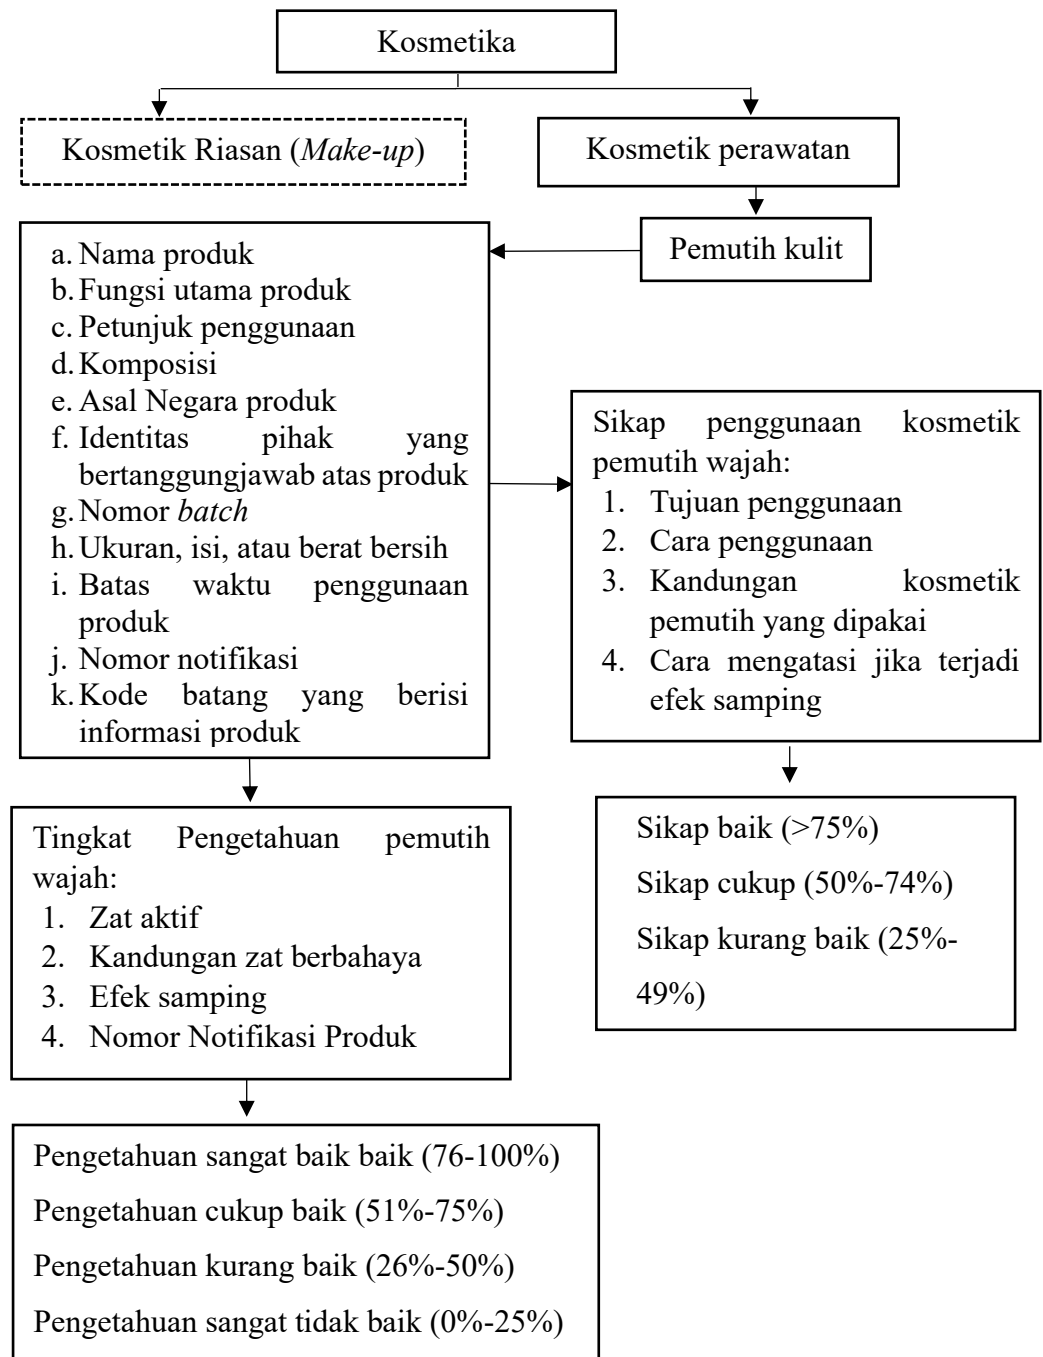 Kosmetika
Kosmetik Riasan (Make-up)
Kosmetik perawatan
Pemutih kulit
a. Nama produk
b. Fungsi utama produk
c. Petunjuk penggunaan
d. Komposisi
e. Asal Negara produk
f. Identitas pihak yang
bertanggungjawab atas produk
g. Nomor batch
h. Ukuran, isi, atau berat bersih
i. Batas waktu penggunaan
produk
j. Nomor notifikasi
k. Kode batang yang berisi
informasi produk
Sikap penggunaan kosmetik
pemutih wajah:
1. Tujuan penggunaan
2. Cara penggunaan
3. Kandungan kosmetik
pemutih yang dipakai
4. Cara mengatasi jika terjadi
efek samping
Sikap baik (>75%)
Sikap cukup (50%-74%)
Sikap kurang baik (25%-
49%)
Tingkat Pengetahuan pemutih
wajah:
1. Zat aktif
2. Kandungan zat berbahaya
3. Efek samping
4. Nomor Notifikasi Produk
Pengetahuan sangat baik baik (76-100%)
Pengetahuan cukup baik (51%-75%)
Pengetahuan kurang baik (26%-50%)
Pengetahuan sangat tidak baik (0%-25%)